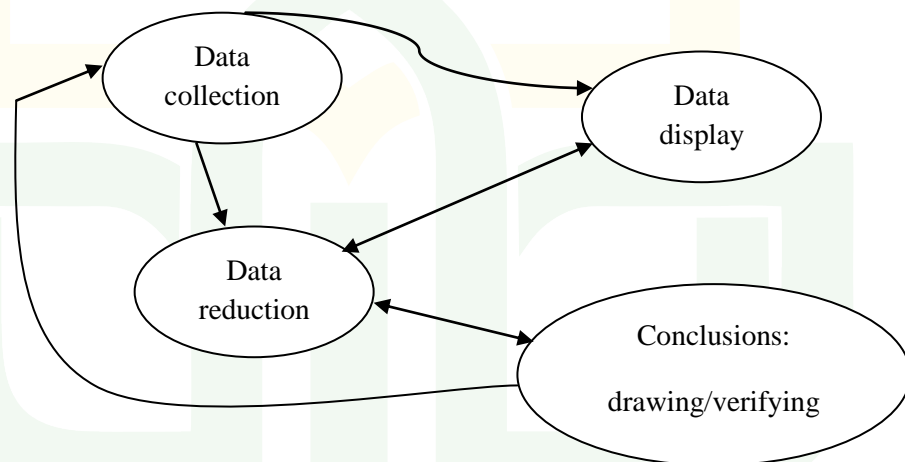 Data
collection
Data
display
Data
reduction
Conclusions:
drawing/verifying